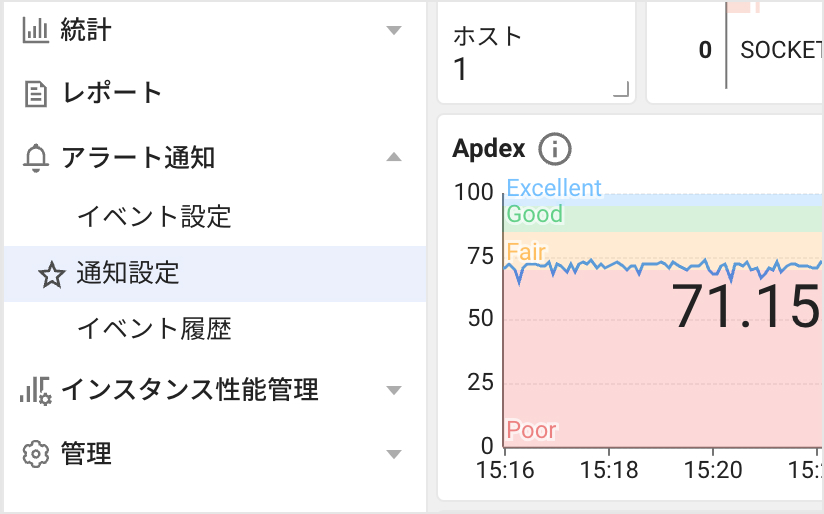 統計
レポート
アラート通知
イベント設定
通知設定
イベント履歴
インスタンス性能管理
管理
ホスト
1
0 SOCKET
Apdex
100
Excellent
Good
75
Fair
71.15
50
25
Poor
0
15:16 15:18 15:20 15: